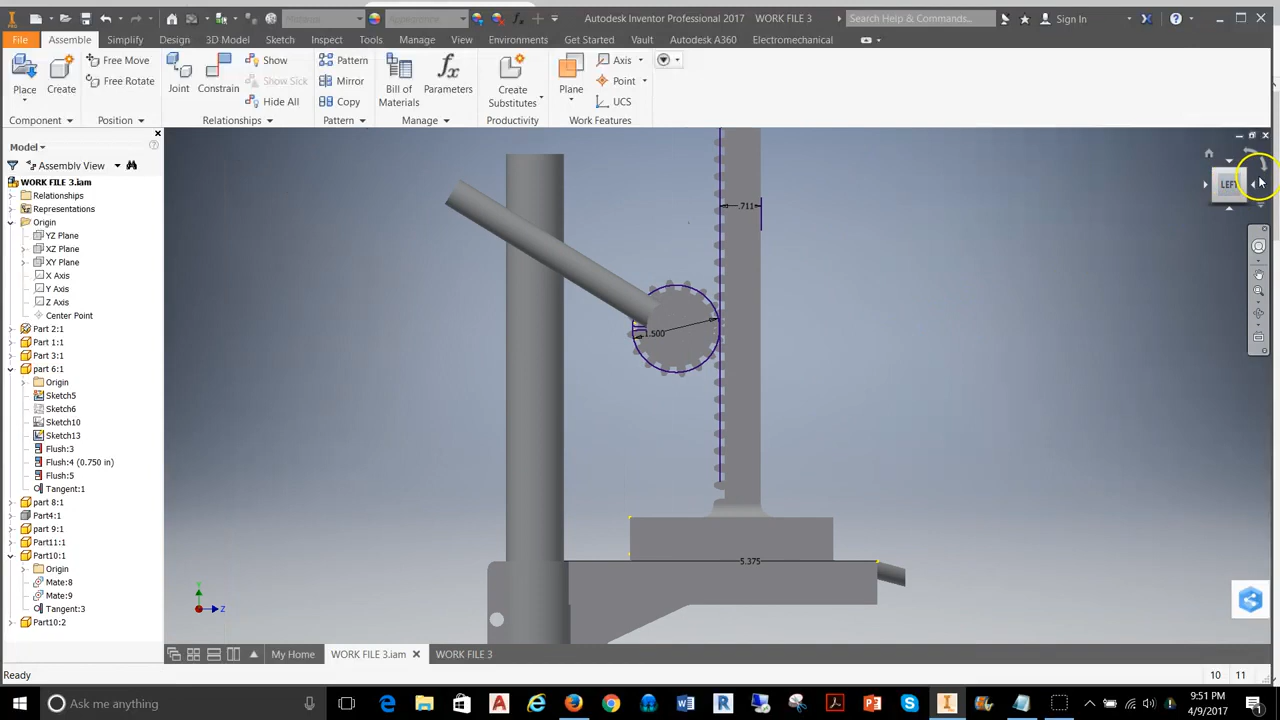 Material
Appearance
Autodesk Inventor Professional 2017 WORK FILE 3
Search Help & Commands...
Sign In
File
Assemble
Simplify
Design
3D Model
Sketch
Inspect
Tools
Manage
View
Environments
Get Started
Vault
Autodesk A360
Electromechanical
Place
Create
Free Move
Free Rotate
Joint
Constrain
Show
Show Sick
Hide All
Pattern
Mirror
Copy
Bill of
Materials
fx
Parameters
Create
Substitutes
Plane
Axis
Point
UCS
Component
Position
Relationships
Pattern
Manage
Productivity
Work Features
Model
Assembly View
WORK FILE 3.iam
Relationships
Representations
Origin
YZ Plane
XZ Plane
XY Plane
X Axis
Y Axis
Z Axis
Center Point
Part 2:1
Part 1:1
Part 3:1
part 6:1
Origin
Sketch5
Sketch6
Sketch10
Sketch13
Flush:3
Flush:4 (0.750 in)
Flush:5
Tangent:1
part 8:1
Part4:1
part 9:1
Part11:1
Part10:1
Origin
Mate:8
Mate:9
Tangent:3
Part10:2
.711
1.500
5.375
LEFT
Y
Z
My Home
WORK FILE 3.iam
WORK FILE 3
Ready
10
11
Ask me anything
9:51 PM
4/9/2017